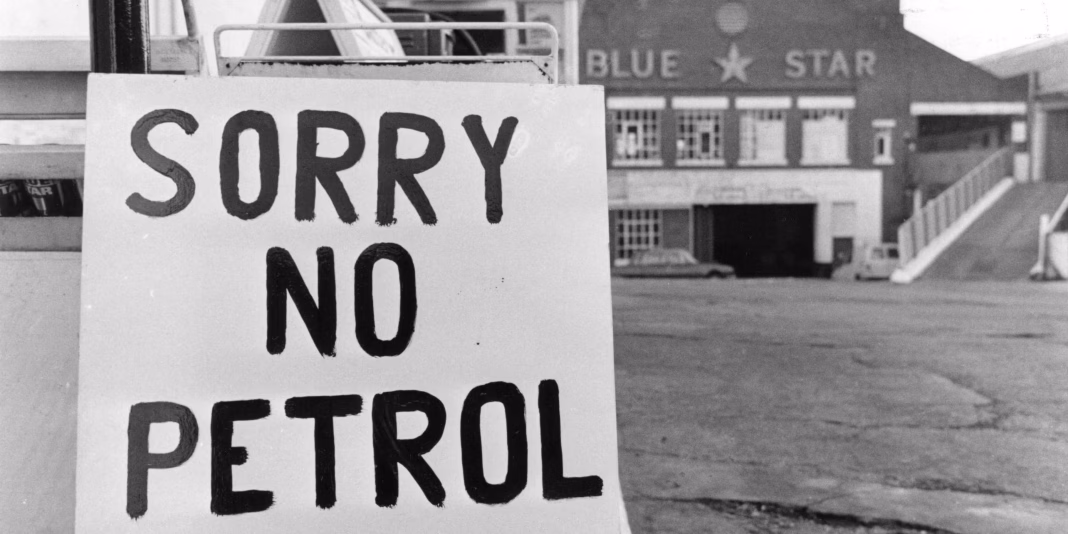 SORRY
NO
PETROL
BLUE ★ STAR